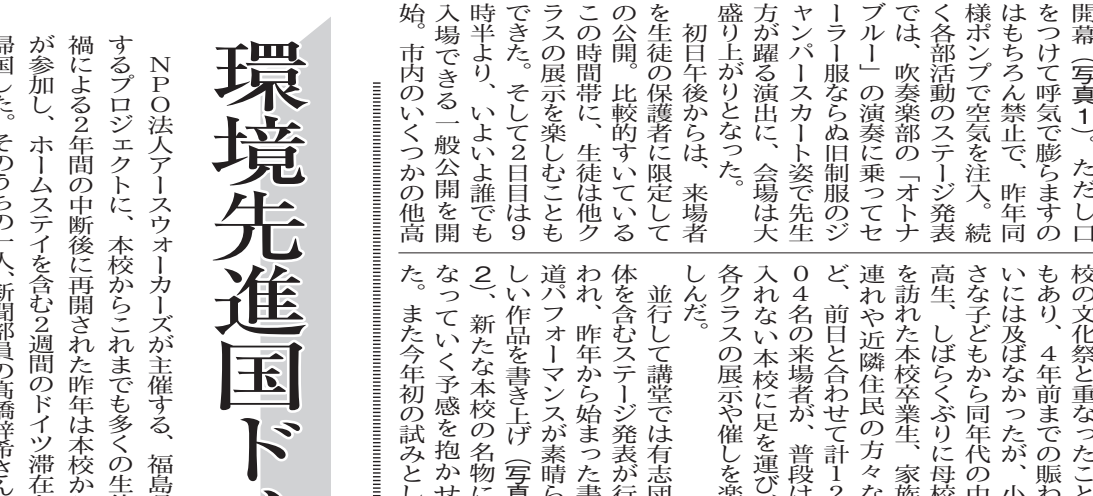 開幕（写真１）。ただし口
をつけて呼気で膨らますの
はもちろん禁止で、昨年同
様ポンプで空気を注入。続
く各部活動のステージ発表
では、吹奏楽部の「オトナ
ブルー」の演奏に乗ってセ
ーラー服ならぬ旧制服のジ
ャンパースカート姿で先生
方が躍る演出に、会場は大
盛り上がりとなった。
　初日午後からは、来場者
を生徒の保護者に限定して
の公開。比較的すいている
この時間帯に、生徒は他ク
ラスの展示を楽しむことも
できた。そして２日目は９
時半より、いよいよ誰でも
入場できる一般公開を開
始。市内のいくつかの他高
校の文化祭と重なったこと
もあり、４年前までの賑わ
いには及ばなかったが、小
さな子どもから同年代の中
高生、しばらくぶりに母校
を訪れた本校卒業生、家族
連れや近隣住民の方々な
ど、前日と合わせて計１２
０４名の来場者が、普段は
入れない本校に足を運び、
各クラスの展示や催しを楽
しんだ。
　並行して講堂では有志団
体を含むステージ発表が行
われ、昨年から始まった書
道パフォーマンスが素晴ら
しい作品を書き上げ（写真
２）、新たな本校の名物に
なっていく予感を抱かせ
た。また今年初の試みとし
環境先進国ド
　ＮＰＯ法人アースウォーカーズが主催する、福島
するプロジェクトに、本校からこれまでも多くの生
禍による２年間の中断後に再開された昨年は本校か
が参加し、ホームステイを含む２週間のドイツ滞在
帰国した。そのうちの一人、新聞部員の髙橋梓希さん